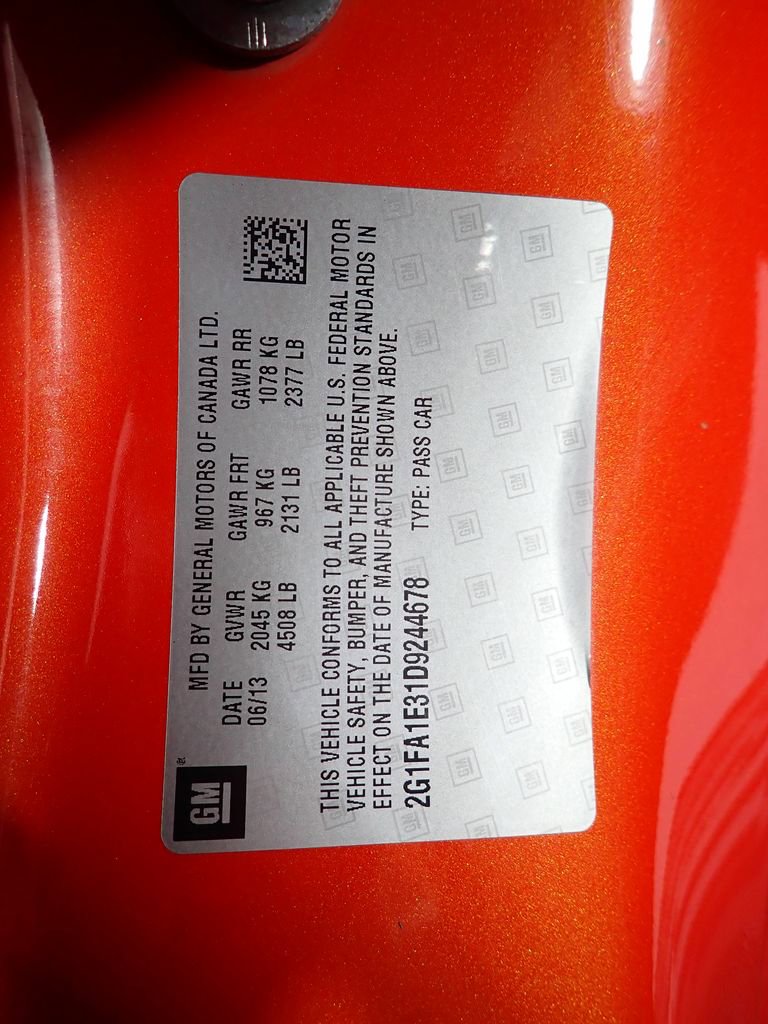 GM®
MFD BY GENERAL MOTORS OF CANADA LTD.
DATE GVWR GAWR FRT GAWR RR
06/13 2045 KG 967 KG 1078 KG
4508 LB 2131 LB 2377 LB
THIS VEHICLE CONFORMS TO ALL APPLICABLE U.S. FEDERAL MOTOR
VEHICLE SAFETY, BUMPER, AND THEFT PREVENTION STANDARDS IN
EFFECT ON THE DATE OF MANUFACTURE SHOWN ABOVE.
2G1FA1E31D9244678 TYPE: PASS CAR